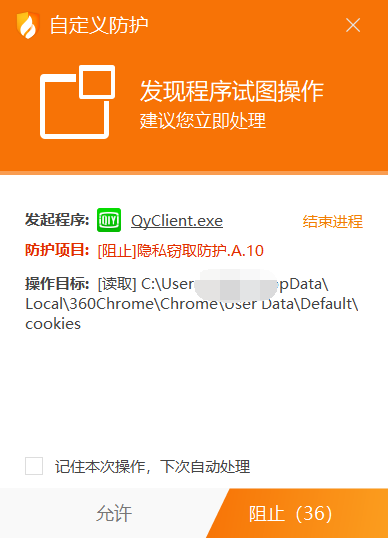 自定义防护
发现程序试图操作
建议您立即处理
发起程序: QIY QyClient.exe 结束进程
防护项目: [阻止]隐私窃取防护.A.10
操作目标: [读取] C:\User pData\
Local\360Chrome\Chrome\User Data\Default\
cookies
记住本次操作，下次自动处理
允许 阻止（36）